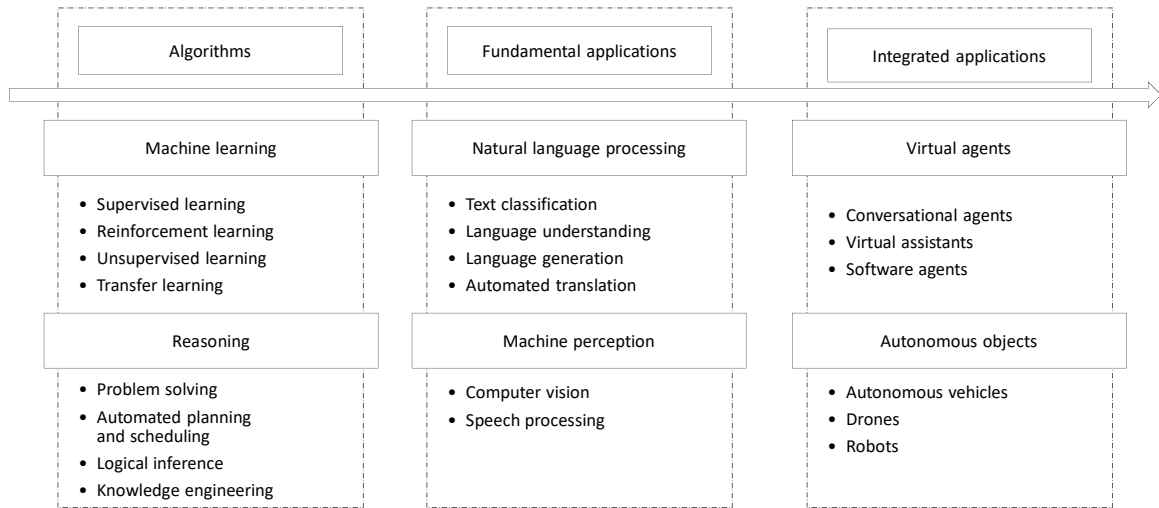 Algorithms
Machine learning
• Supervised learning
• Reinforcement learning
• Unsupervised learning
• Transfer learning
Reasoning
• Problem solving
• Automated planning
and scheduling
• Logical inference
• Knowledge engineering
Fundamental applications
Natural language processing
• Text classification
• Language understanding
• Language generation
• Automated translation
Machine perception
• Computer vision
• Speech processing
Integrated applications
Virtual agents
• Conversational agents
• Virtual assistants
• Software agents
Autonomous objects
• Autonomous vehicles
• Drones
• Robots